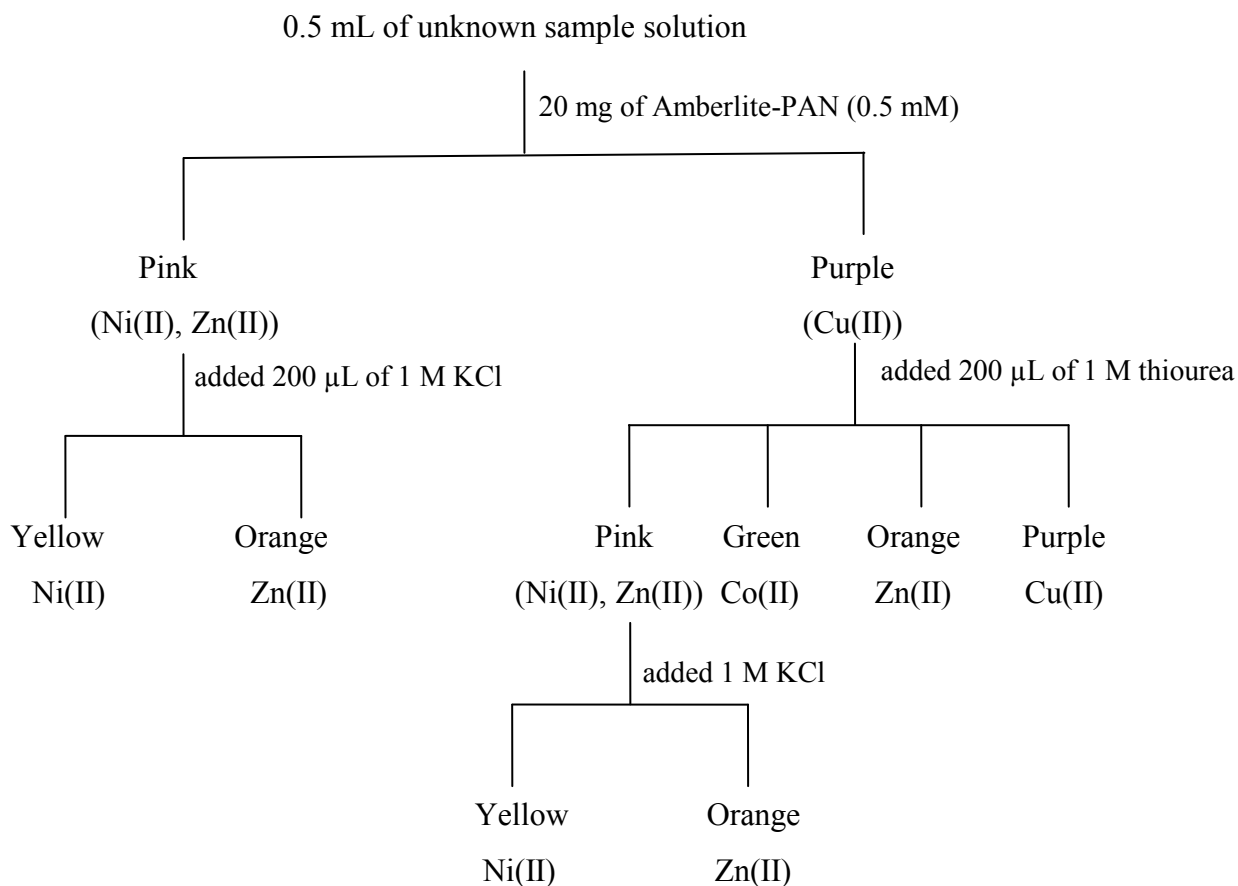 0.5 mL of unknown sample solution
20 mg of Amberlite-PAN (0.5 mM)
Pink
(Ni(II), Zn(II))
Purple
(Cu(II))
added 200 µL of 1 M KCl
added 200 µL of 1 M thiourea
Yellow
Ni(II)
Orange
Zn(II)
Pink
(Ni(II), Zn(II))
Green
Co(II)
Orange
Zn(II)
Purple
Cu(II)
added 1 M KCl
Yellow
Ni(II)
Orange
Zn(II)